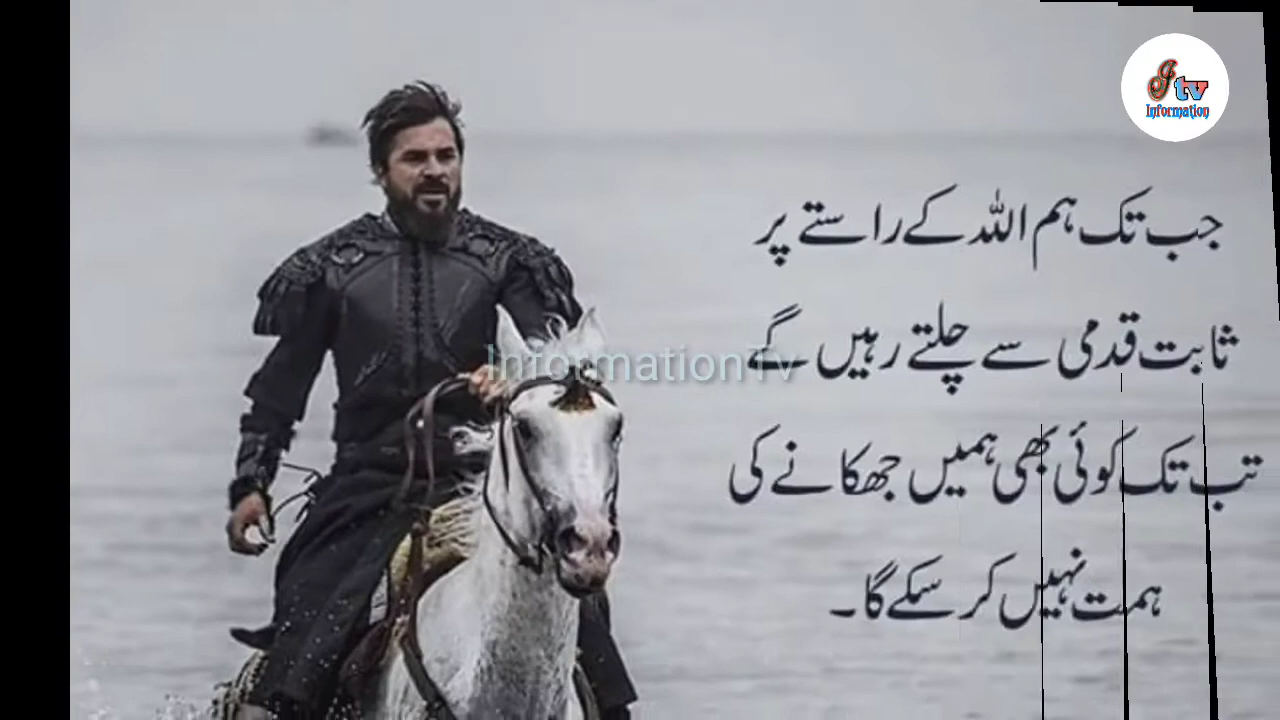 I tv
Information
جب تک ہم اللہ کے راستے پر
ثابت قدمی سے چلتے رہیں گے
InformationTv
تب تک کوئی بھی ہمیں جھکانے کی
ہمت نہیں کر سکے گا۔